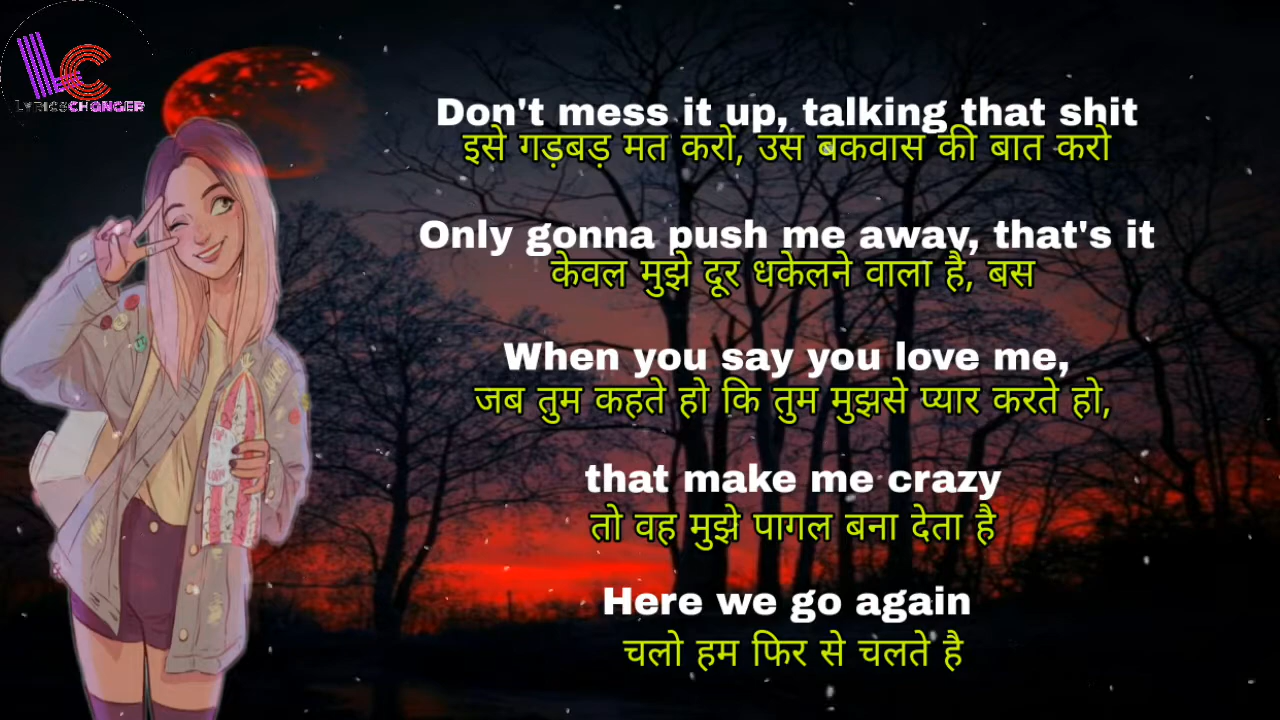 LC
LYRICSCHANGER
Don't mess it up, talking that shit
इसे गड़बड़ मत करो, उस बकवास की बात करो
Only gonna push me away, that's it
केवल मुझे दूर धकेलने वाला है, बस
When you say you love me,
जब तुम कहते हो कि तुम मुझसे प्यार करते हो,
that make me crazy
तो वह मुझे पागल बना देता है
Here we go again
चलो हम फिर से चलते है